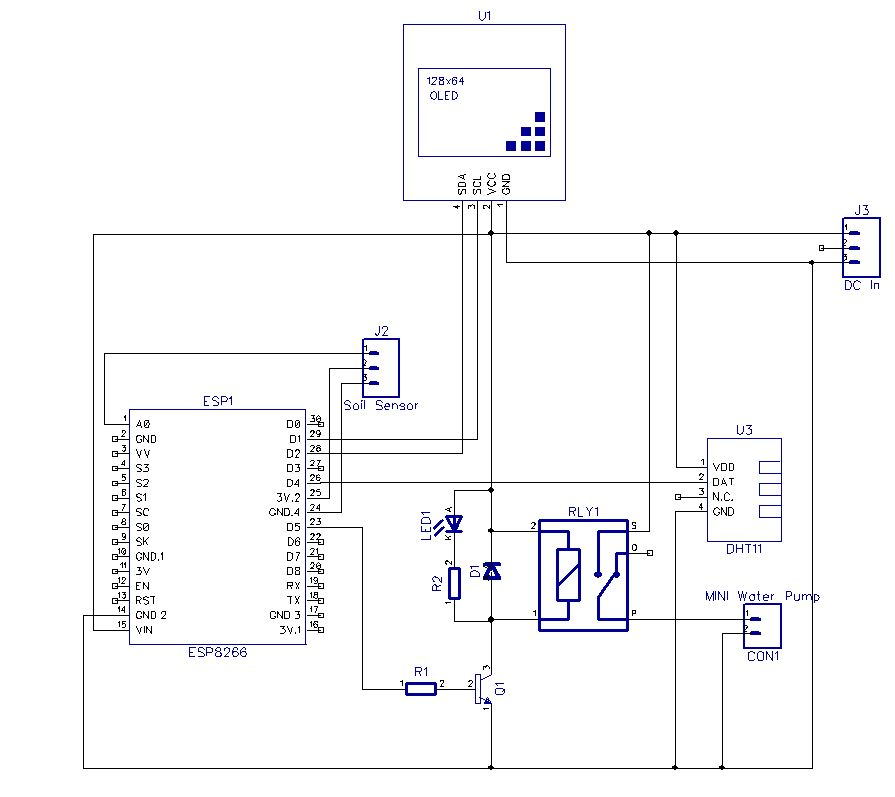 U1
128x64
OLED
SDA
SCL
VCC
GND
4
3
2
1
J3
1
2
3
DC In
J2
1
2
3
Soil Sensor
ESP1
1 A0 D0 30
2 GND D1 29
3 VV D2 28
4 S3 D3 27
5 S2 D4 26
6 S1 3V.2 25
7 SC GND.4 24
8 S0 D5 23
9 SK D6 22
10 GND.1 D7 21
11 3V D8 20
12 EN RX 19
13 RST TX 18
14 GND 2 GND 3 17
15 VIN 3V.1 16
ESP8266
U3
1 VDD
2 DAT
3 N.C.
4 GND
DHT11
LED1
A
K
R2
2
1
D1
RLY1
2 S
O
1 P
MINI Water Pump
1
2
CON1
R1
1 2
2
3
1
Q1